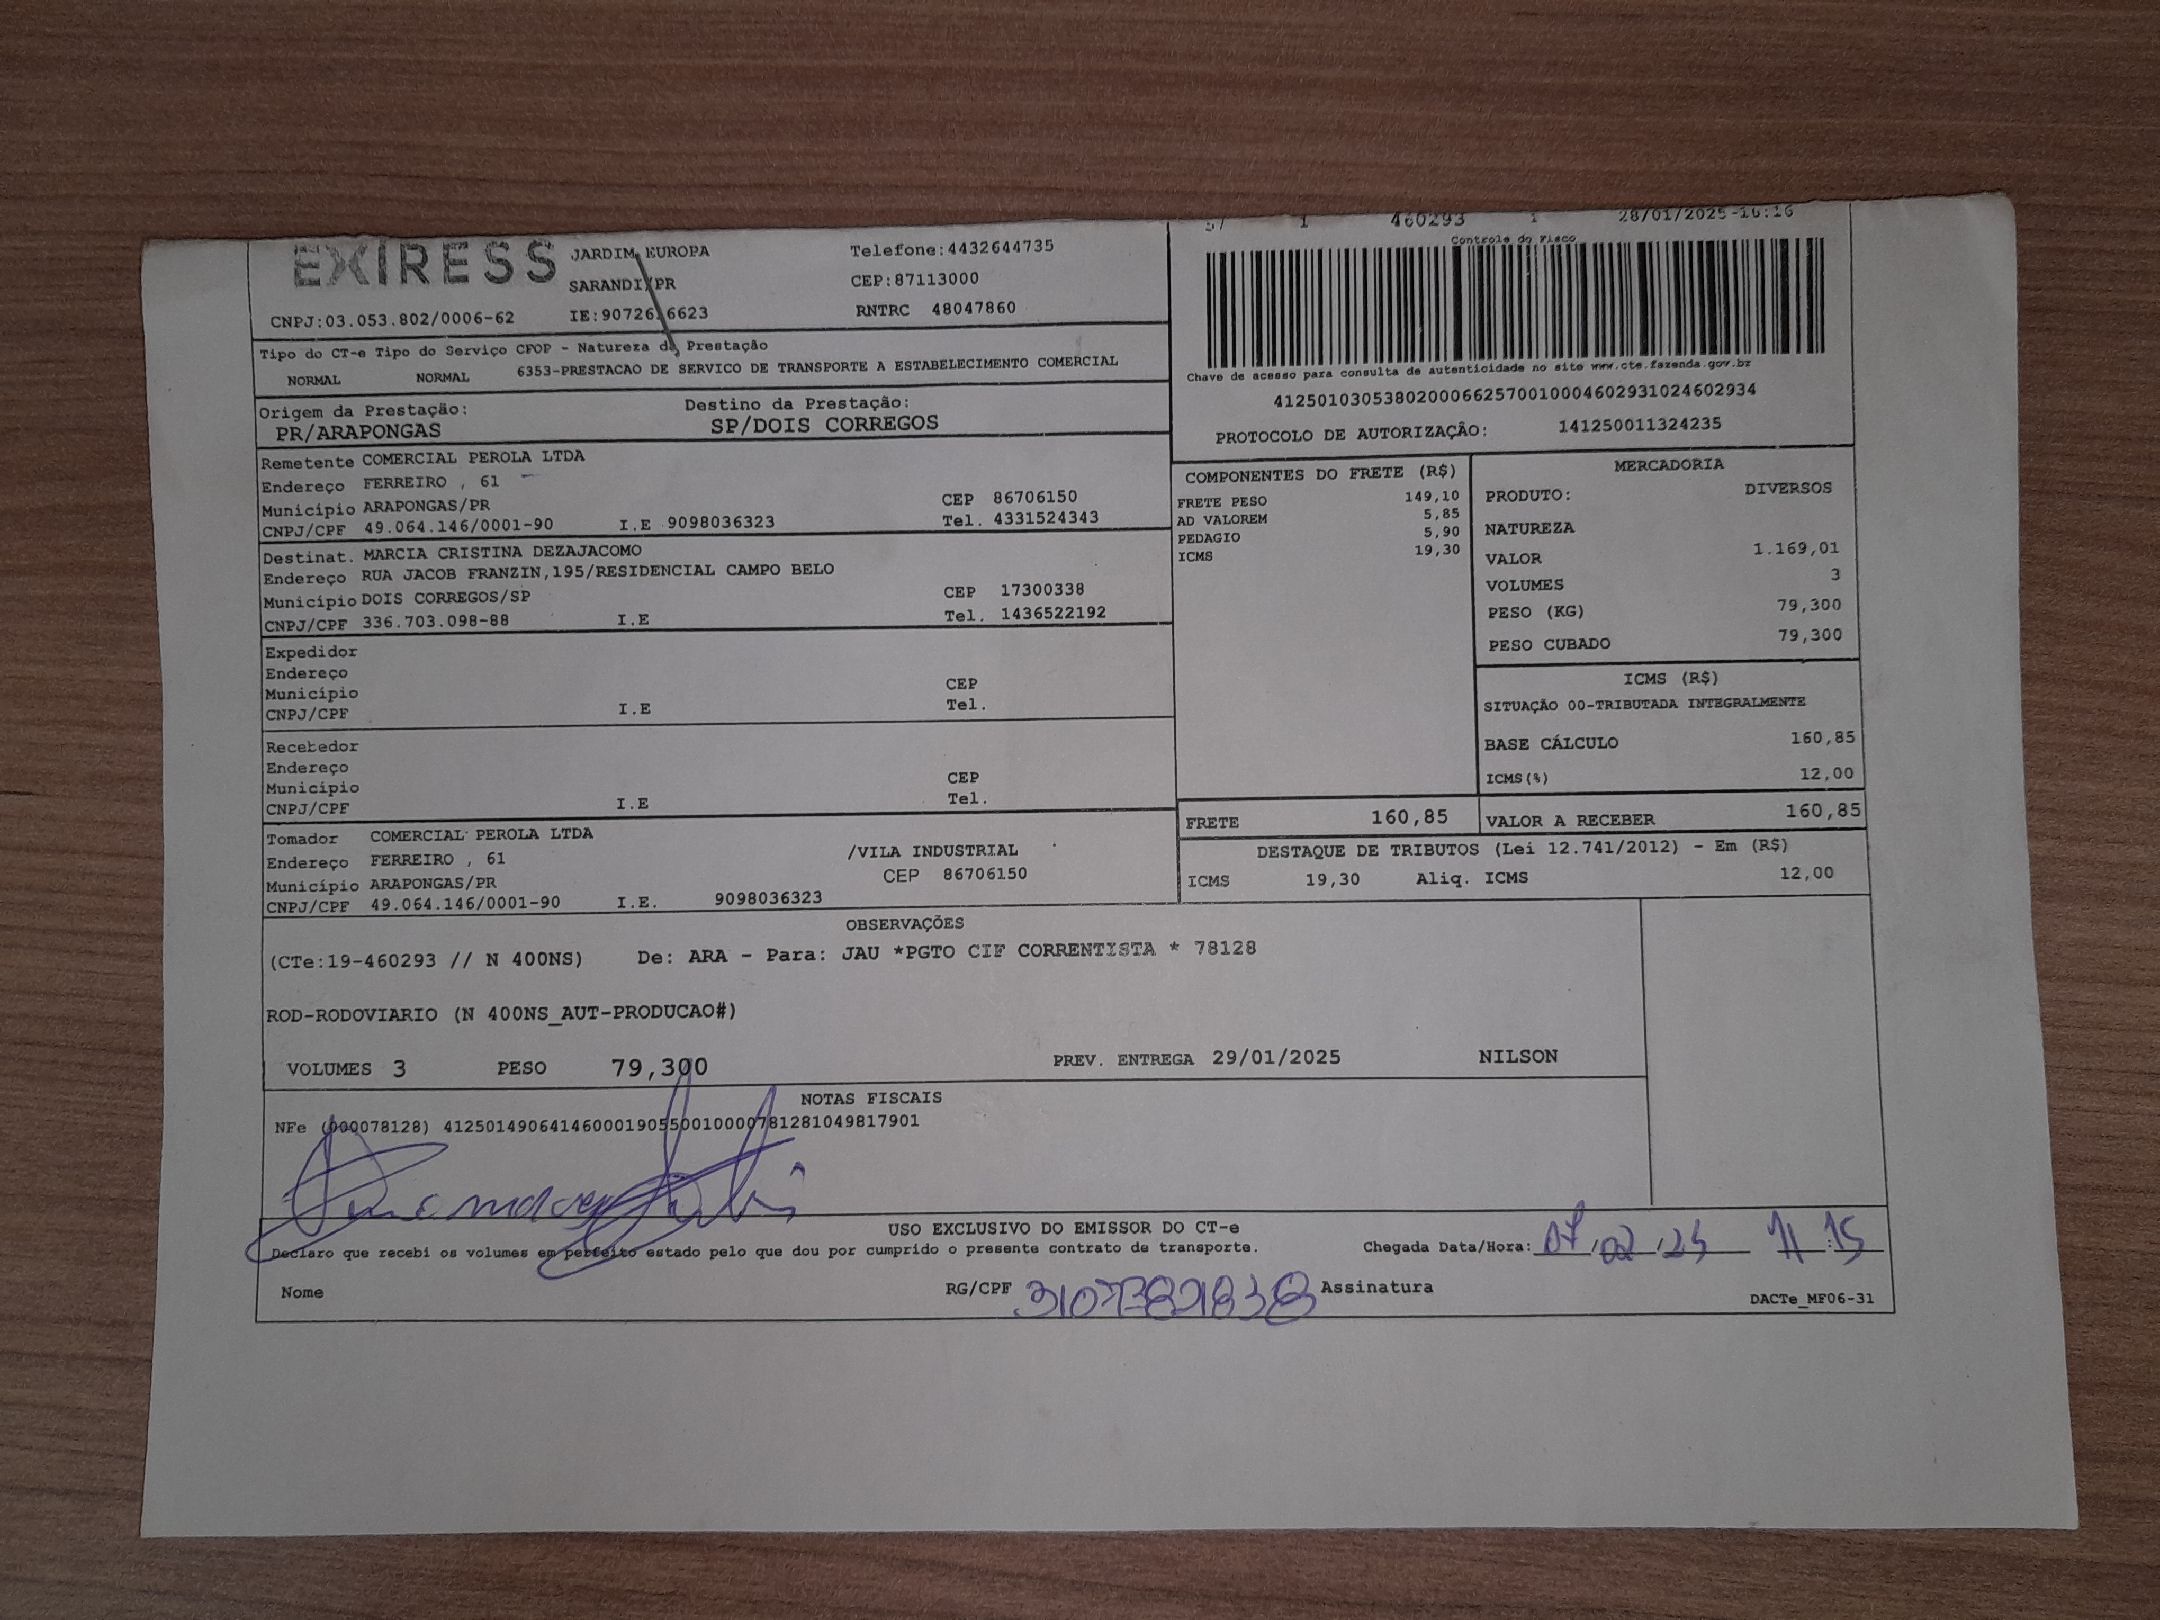 57 1 460293 1 28/01/2025-16:16
EXPRESS
JARDIM EUROPA Telefone:4432644735
SARANDI/PR CEP:87113000
CNPJ:03.053.802/0006-62 IE:9072616623 RNTRC 48047860
Tipo do CT-e Tipo do Serviço CFOP - Natureza da Prestação
NORMAL NORMAL 6353-PRESTACAO DE SERVICO DE TRANSPORTE A ESTABELECIMENTO COMERCIAL
Origem da Prestação: Destino da Prestação:
PR/ARAPONGAS SP/DOIS CORREGOS
Controle do Fisco
Chave de acesso para consulta de autenticidade no site www.cte.fazenda.gov.br
41250103053802000662570010004602931024602934
PROTOCOLO DE AUTORIZAÇÃO: 141250011324235
Remetente COMERCIAL PEROLA LTDA
Endereço FERREIRO , 61
Município ARAPONGAS/PR CEP 86706150
CNPJ/CPF 49.064.146/0001-90 I.E 9098036323 Tel. 4331524343
Destinat. MARCIA CRISTINA DEZAJACOMO
Endereço RUA JACOB FRANZIN,195/RESIDENCIAL CAMPO BELO
Município DOIS CORREGOS/SP CEP 17300338
CNPJ/CPF 336.703.098-88 I.E Tel. 1436522192
Expedidor
Endereço
Município CEP
CNPJ/CPF I.E Tel.
Recebedor
Endereço
Município CEP
CNPJ/CPF I.E Tel.
Tomador COMERCIAL PEROLA LTDA
Endereço FERREIRO , 61 /VILA INDUSTRIAL
Município ARAPONGAS/PR CEP 86706150
CNPJ/CPF 49.064.146/0001-90 I.E. 9098036323
COMPONENTES DO FRETE (R$)
FRETE PESO 149,10
AD VALOREM 5,85
PEDAGIO 5,90
ICMS 19,30
MERCADORIA
PRODUTO: DIVERSOS
NATUREZA
VALOR 1.169,01
VOLUMES 3
PESO (KG) 79,300
PESO CUBADO 79,300
ICMS (R$)
SITUAÇÃO 00-TRIBUTADA INTEGRALMENTE
BASE CÁLCULO 160,85
ICMS(%) 12,00
FRETE 160,85 VALOR A RECEBER 160,85
DESTAQUE DE TRIBUTOS (Lei 12.741/2012) - Em (R$)
ICMS 19,30 Aliq. ICMS 12,00
OBSERVAÇÕES
(CTe:19-460293 // N 400NS) De: ARA - Para: JAU *PGTO CIF CORRENTISTA * 78128
ROD-RODOVIARIO (N 400NS_AUT-PRODUCAO#)
VOLUMES 3 PESO 79,300 PREV. ENTREGA 29/01/2025 NILSON
NOTAS FISCAIS
NFe (000078128) 41250149064146000190550010000781281049817901
USO EXCLUSIVO DO EMISSOR DO CT-e
Declaro que recebi os volumes em perfeito estado pelo que dou por cumprido o presente contrato de transporte.
Chegada Data/Hora: 07/02/25 11:15
Nome RG/CPF Assinatura
DACTe_MF06-31